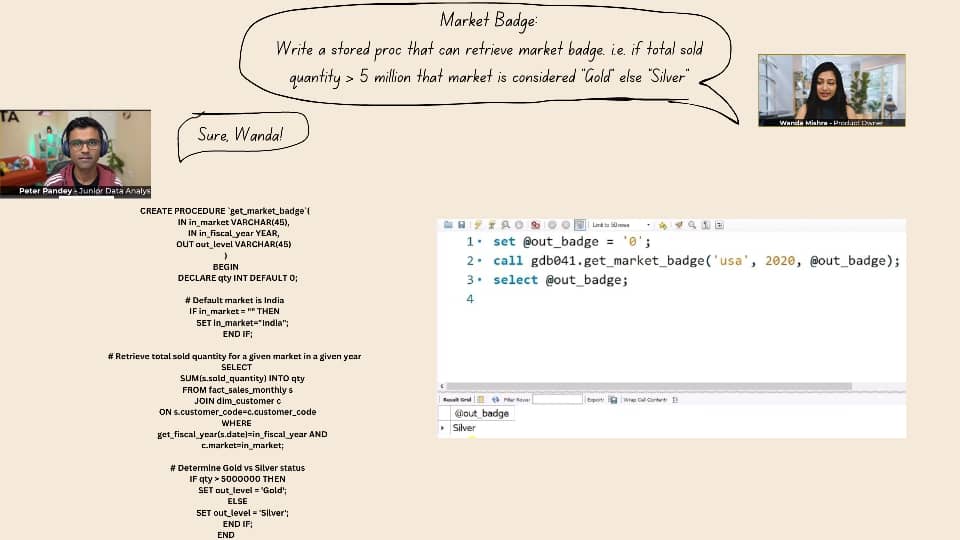 Market Badge:
Write a stored proc that can retrieve market badge. i.e. if total sold
quantity > 5 million that market is considered "Gold" else "Silver"
Wanda Mishra - Product Owner
Sure, Wanda!
TA
Peter Pandey - Junior Data Analys
CREATE PROCEDURE `get_market_badge`(
IN in_market VARCHAR(45),
IN in_fiscal_year YEAR,
OUT out_level VARCHAR(45)
)
BEGIN
DECLARE qty INT DEFAULT 0;
# Default market is India
IF in_market = "" THEN
SET in_market="India";
END IF;
# Retrieve total sold quantity for a given market in a given year
SELECT
SUM(s.sold_quantity) INTO qty
FROM fact_sales_monthly s
JOIN dim_customer c
ON s.customer_code=c.customer_code
WHERE
get_fiscal_year(s.date)=in_fiscal_year AND
c.market=in_market;
# Determine Gold vs Silver status
IF qty > 5000000 THEN
SET out_level = 'Gold';
ELSE
SET out_level = 'Silver';
END IF;
END
Limit to 50 rows
1 set @out_badge = '0';
2 call gdb041.get_market_badge('usa', 2020, @out_badge);
3 select @out_badge;
4
Result Grid Filter Rows: Export: Wrap Cell Content:
@out_badge
Silver